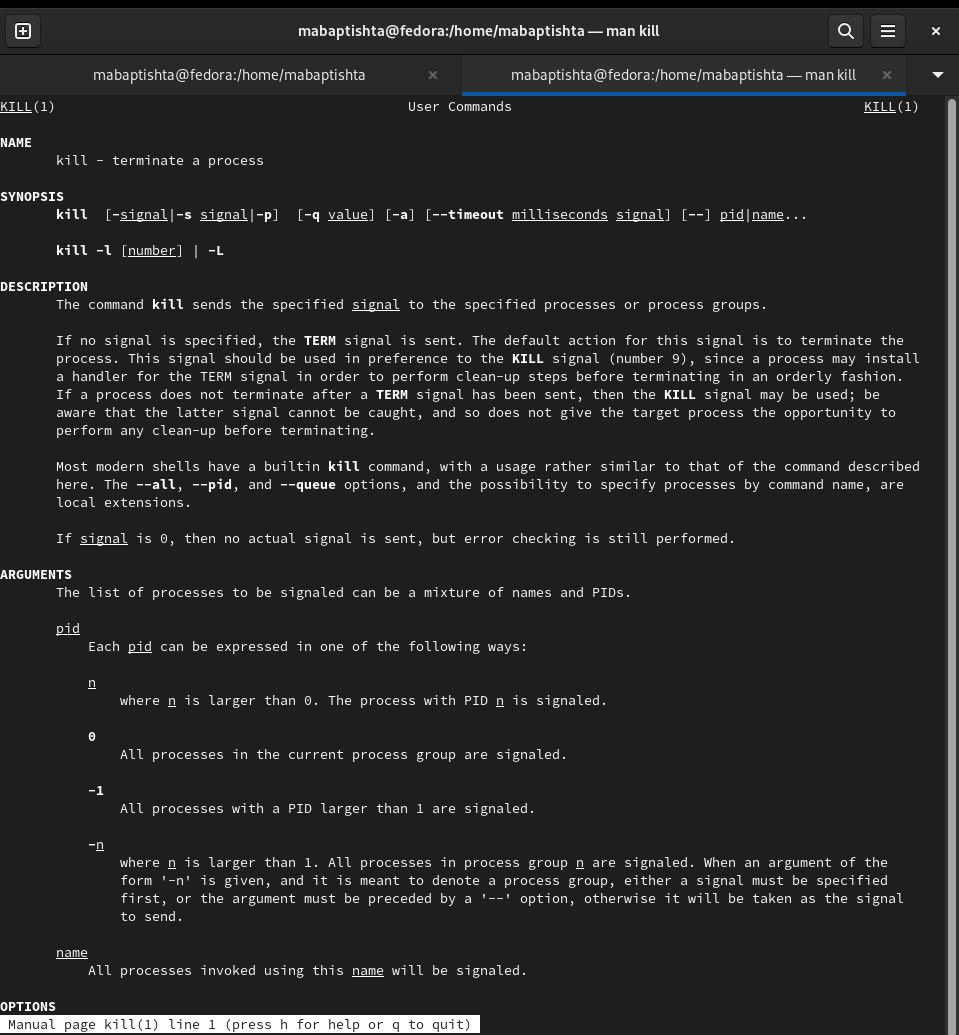 mabaptishta@fedora:/home/mabaptishta — man kill
mabaptishta@fedora:/home/mabaptishta
mabaptishta@fedora:/home/mabaptishta — man kill
KILL(1) User Commands KILL(1)
NAME
kill - terminate a process
SYNOPSIS
kill [-signal|-s signal|-p] [-q value] [-a] [--timeout milliseconds signal] [--] pid|name...
kill -l [number] | -L
DESCRIPTION
The command kill sends the specified signal to the specified processes or process groups.
If no signal is specified, the TERM signal is sent. The default action for this signal is to terminate the
process. This signal should be used in preference to the KILL signal (number 9), since a process may install
a handler for the TERM signal in order to perform clean-up steps before terminating in an orderly fashion.
If a process does not terminate after a TERM signal has been sent, then the KILL signal may be used; be
aware that the latter signal cannot be caught, and so does not give the target process the opportunity to
perform any clean-up before terminating.
Most modern shells have a builtin kill command, with a usage rather similar to that of the command described
here. The --all, --pid, and --queue options, and the possibility to specify processes by command name, are
local extensions.
If signal is 0, then no actual signal is sent, but error checking is still performed.
ARGUMENTS
The list of processes to be signaled can be a mixture of names and PIDs.
pid
Each pid can be expressed in one of the following ways:
n
where n is larger than 0. The process with PID n is signaled.
0
All processes in the current process group are signaled.
-1
All processes with a PID larger than 1 are signaled.
-n
where n is larger than 1. All processes in process group n are signaled. When an argument of the
form '-n' is given, and it is meant to denote a process group, either a signal must be specified
first, or the argument must be preceded by a '--' option, otherwise it will be taken as the signal
to send.
name
All processes invoked using this name will be signaled.
OPTIONS
Manual page kill(1) line 1 (press h for help or q to quit)